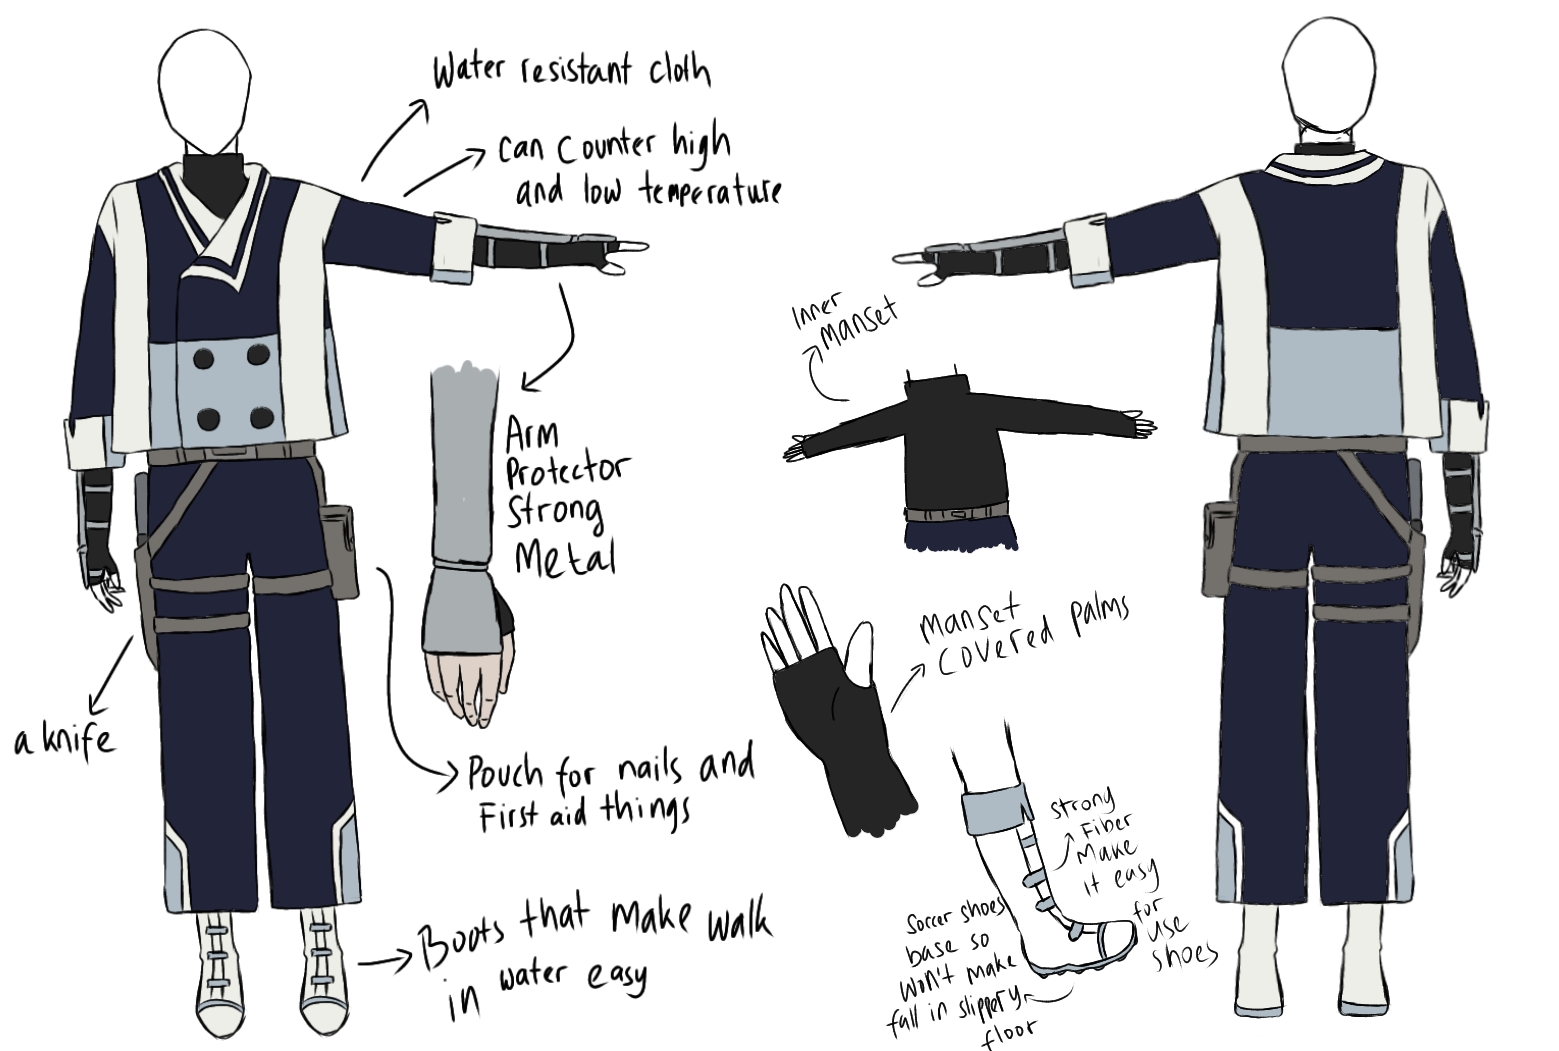 Water resistant cloth
can counter high
and low temperature
Inner
manset
Arm
Protector
Strong
Metal
manset
covered palms
a knife
Pouch for nails and
First aid things
strong
Fiber
Make
it easy
for
use
shoes
Soccer shoes
base so
won't make
fall in slippery
floor
Boots that make walk
in water easy